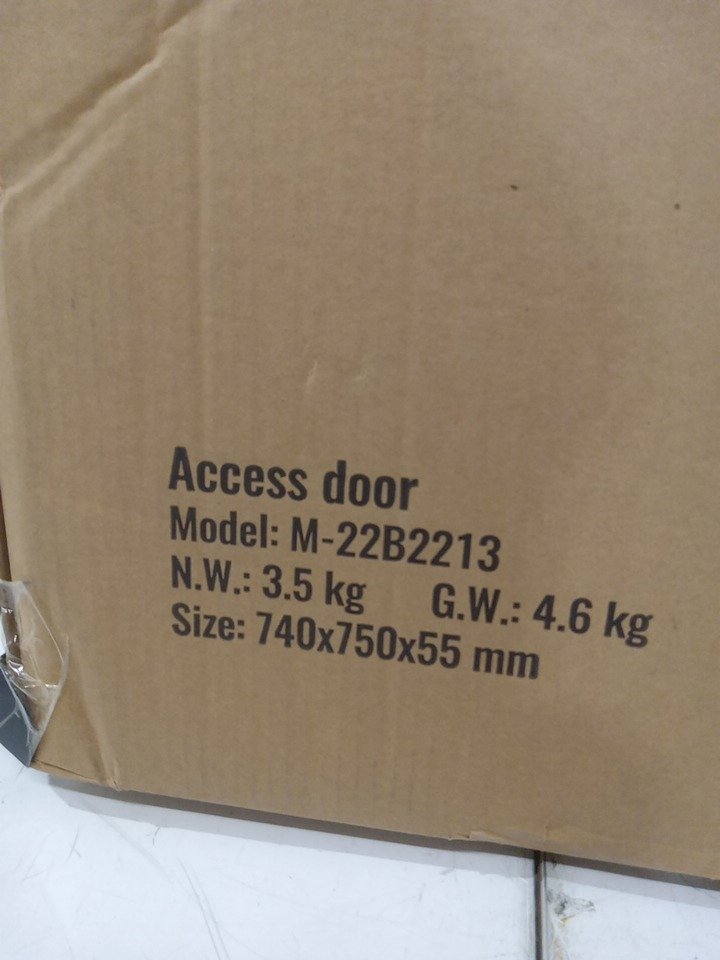 Access door
Model: M-22B2213
N.W.: 3.5 kg G.W.: 4.6 kg
Size: 740x750x55 mm